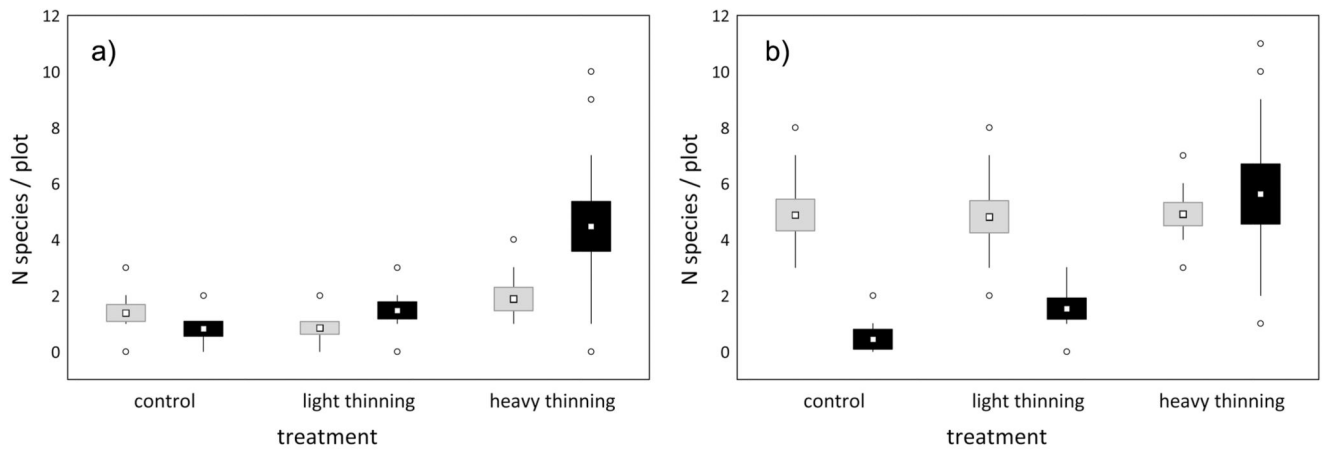 a)
N species / plot
12
10
8
6
4
2
0
control light thinning heavy thinning
treatment
b)
N species / plot
12
10
8
6
4
2
0
control light thinning heavy thinning
treatment